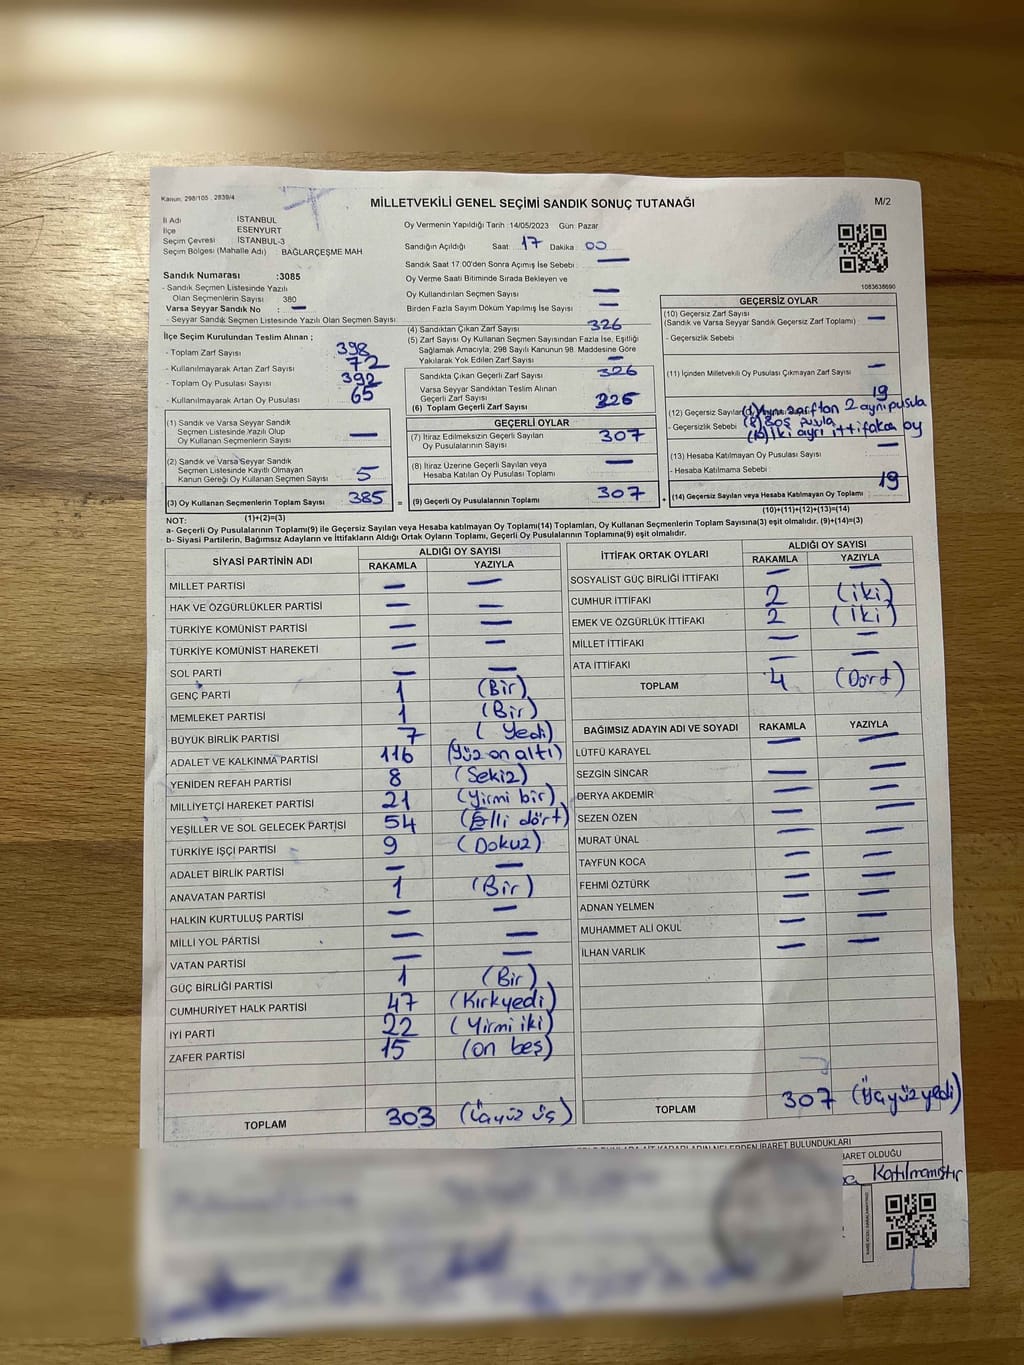 Kanun: 298/105 , 2839/4
MİLLETVEKİLİ GENEL SEÇİMİ SANDIK SONUÇ TUTANAĞI
M/2
İl Adı İSTANBUL
İlçe ESENYURT
Seçim Çevresi İSTANBUL-3
Seçim Bölgesi (Mahalle Adı) : BAĞLARÇEŞME MAH
Sandık Numarası :3085
- Sandık Seçmen Listesinde Yazılı
Olan Seçmenlerin Sayısı 380
Varsa Seyyar Sandık No : —
- Seyyar Sandık Seçmen Listesinde Yazılı Olan Seçmen Sayısı
İlçe Seçim Kurulundan Teslim Alınan ;
- Toplam Zarf Sayısı 398
- Kullanılmayarak Artan Zarf Sayısı 72
- Toplam Oy Pusulası Sayısı 392
- Kullanılmayarak Artan Oy Pusulası 65
(1) Sandık ve Varsa Seyyar Sandık
Seçmen Listesinde Yazılı Olup
Oy Kullanan Seçmenlerin Sayısı —
(2) Sandık ve Varsa Seyyar Sandık
Seçmen Listesinde Kayıtlı Olmayan
Kanun Gereği Oy Kullanan Seçmen Sayısı 5
(3) Oy Kullanan Seçmenlerin Toplam Sayısı 385
(1)+(2)=(3)
Oy Vermenin Yapıldığı Tarih :14/05/2023 Gün: Pazar
Sandığın Açıldığı Saat 17 Dakika 00
Sandık Saat 17:00'den Sonra Açımış İse Sebebi —
Oy Verme Saati Bitiminde Sırada Bekleyen ve
Oy Kullandırılan Seçmen Sayısı —
Birden Fazla Sayım Dökum Yapılmış İse Sayısı —
(4) Sandıktan Çıkan Zarf Sayısı 326
(5) Zarf Sayısı Oy Kullanan Seçmen Sayısından Fazla İse, Eşitliği
Sağlamak Amacıyla, 298 Sayılı Kanunun 98. Maddesine Göre
Yakılarak Yok Edilen Zarf Sayısı —
Sandıkta Çıkan Geçerli Zarf Sayısı 326
Varsa Seyyar Sandıktan Teslim Alınan
Geçerli Zarf Sayısı
(6) Toplam Geçerli Zarf Sayısı 326
GEÇERLİ OYLAR
(7) İtiraz Edilmeksizin Geçerli Sayılan
Oy Pusulalarının Sayısı 307
(8) İtiraz Üzerine Geçerli Sayılan veya
Hesaba Katılan Oy Pusulası Toplamı —
= (9) Geçerli Oy Pusulalarının Toplamı 307
1083638690
GEÇERSİZ OYLAR
(10) Geçersiz Zarf Sayısı —
(Sandık ve Varsa Seyyar Sandık Geçersiz Zarf Toplamı)
- Geçersizlik Sebebi
(11) İçinden Milletvekili Oy Pusulası Çıkmayan Zarf Sayısı —
19
(12) Geçersiz Sayılan Aynı zarftan 2 aynı pusula
- Geçersizlik Sebebi Boş pusula
İki ayrı ittifaka oy
(13) Hesaba Katılmayan Oy Pusulası Sayısı —
- Hesaba Katılmama Sebebi
+ (14) Geçersiz Sayılan veya Hesaba Katılmayan Oy Toplamı 19
(10)+(11)+(12)+(13)=(14)
NOT:
a- Geçerli Oy Pusulalarının Toplamı(9) ile Geçersiz Sayılan veya Hesaba katılmayan Oy Toplamı(14) Toplamları, Oy Kullanan Seçmenlerin Toplam Sayısına(3) eşit olmalıdır. (9)+(14)=(3)
b- Siyasi Partilerin, Bağımsız Adayların ve İttifakların Aldığı Ortak Oyların Toplamı, Geçerli Oy Pusulalarının Toplamına(9) eşit olmalıdır.
SİYASİ PARTİNİN ADI ALDIĞI OY SAYISI
RAKAMLA YAZIYLA
MİLLET PARTİSİ — —
HAK VE ÖZGÜRLÜKLER PARTİSİ — —
TÜRKİYE KOMÜNİST PARTİSİ — —
TÜRKİYE KOMÜNİST HAREKETİ — —
SOL PARTİ — —
GENÇ PARTİ 1 (Bir)
MEMLEKET PARTİSİ 1 (Bir)
BÜYÜK BİRLİK PARTİSİ 7 (Yedi)
ADALET VE KALKINMA PARTİSİ 116 (Yüz on altı)
YENİDEN REFAH PARTİSİ 8 (Sekiz)
MİLLİYETÇİ HAREKET PARTİSİ 21 (Yirmi bir)
YEŞİLLER VE SOL GELECEK PARTİSİ 54 (Elli dört)
TÜRKİYE İŞÇİ PARTİSİ 9 (Dokuz)
ADALET BİRLİK PARTİSİ — —
ANAVATAN PARTİSİ 1 (Bir)
HALKIN KURTULUŞ PARTİSİ — —
MİLLİ YOL PARTİSİ — —
VATAN PARTİSİ — —
GÜÇ BİRLİĞİ PARTİSİ 1 (Bir)
CUMHURİYET HALK PARTİSİ 47 (Kırkyedi)
İYİ PARTİ 22 (Yirmi iki)
ZAFER PARTİSİ 15 (on beş)
TOPLAM 303 (Üçyüz üç)
İTTİFAK ORTAK OYLARI ALDIĞI OY SAYISI
RAKAMLA YAZIYLA
SOSYALİST GÜÇ BİRLİĞİ İTTİFAKI — —
CUMHUR İTTİFAKI 2 (iki)
EMEK VE ÖZGÜRLÜK İTTİFAKI 2 (İki)
MİLLET İTTİFAKI — —
ATA İTTİFAKI — —
TOPLAM 4 (Dört)
BAĞIMSIZ ADAYIN ADI VE SOYADI RAKAMLA YAZIYLA
LÜTFÜ KARAYEL — —
SEZGİN SİNCAR — —
DERYA AKDEMİR — —
SEZEN ÖZEN — —
MURAT ÜNAL — —
TAYFUN KOCA — —
FEHMİ ÖZTÜRK — —
ADNAN YELMEN — —
MUHAMMET ALİ OKUL — —
İLHAN VARLIK — —
TOPLAM 307 (Üçyüzyedi)
KARARLARIN NELERDEN İBARET BULUNDUKLARI
İBARET OLDUĞU
Katılmamıştır